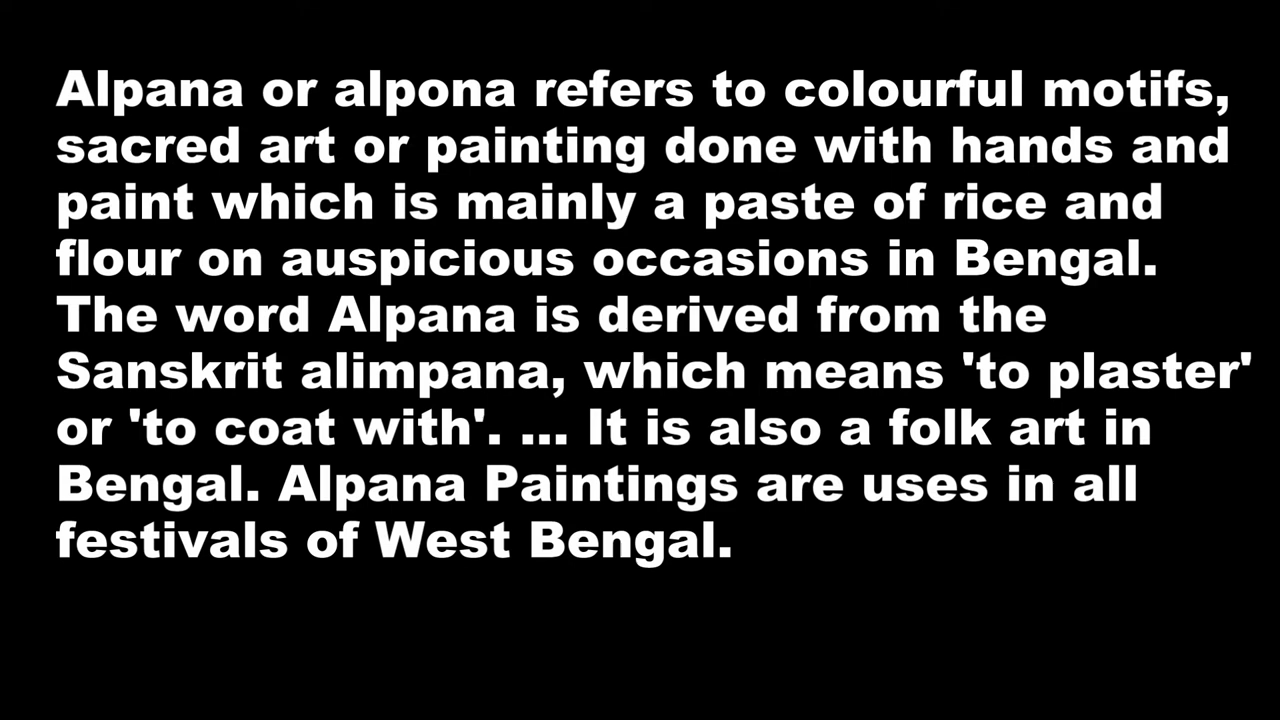 Alpana or alpona refers to colourful motifs,
sacred art or painting done with hands and
paint which is mainly a paste of rice and
flour on auspicious occasions in Bengal.
The word Alpana is derived from the
Sanskrit alimpana, which means 'to plaster'
or 'to coat with'. ... It is also a folk art in
Bengal. Alpana Paintings are uses in all
festivals of West Bengal.